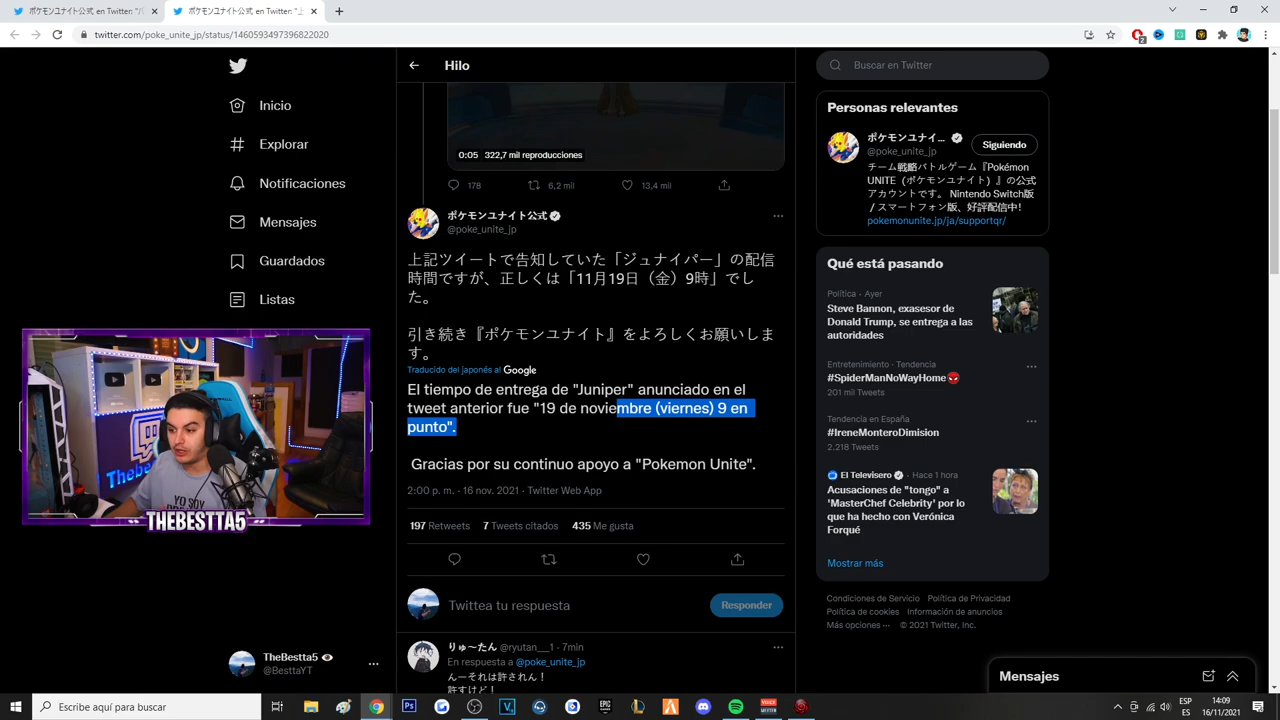 ポケモンユナイト公式 en Twitter: "パ
ポケモンユナイト公式 en Twitter: "上
twitter.com/poke_unite_jp/status/1460593497396822020
2
Inicio
Explorar
Notificaciones
Mensajes
Guardados
Listas
YO SOY
THEBESTTA5
TheBestta5
@BesttaYT
Hilo
0:05 322,7 mil reproducciones
178 6,2 mil 13,4 mil
ポケモンユナイト公式
@poke_unite_jp
上記ツイートで告知していた「ジュナイパー」の配信
時間ですが、正しくは「11月19日（金）9時」でし
た。
引き続き『ポケモンユナイト』をよろしくお願いしま
す。
Traducido del japonés al Google
El tiempo de entrega de "Juniper" anunciado en el
tweet anterior fue "19 de noviembre (viernes) 9 en
punto".
Gracias por su continuo apoyo a "Pokemon Unite".
2:00 p. m. · 16 nov. 2021 · Twitter Web App
197 Retweets 7 Tweets citados 435 Me gusta
Twittea tu respuesta
Responder
りゅ〜たん @ryutan__1 · 7min
En respuesta a @poke_unite_jp
んーそれは許されん！
許すけど！
Buscar en Twitter
Personas relevantes
ポケモンユナイ...
@poke_unite_jp
Siguiendo
チーム戦略バトルゲーム『Pokémon
UNITE（ポケモンユナイト）』の公式
アカウントです。 Nintendo Switch版
／スマートフォン版、好評配信中!
pokemonunite.jp/ja/supportqr/
Qué está pasando
Política · Ayer
Steve Bannon, exasesor de
Donald Trump, se entrega a las
autoridades
Entretenimiento · Tendencia
#SpiderManNoWayHome
201 mil Tweets
Tendencia en España
#IreneMonteroDimision
2.218 Tweets
El Televisero · Hace 1 hora
Acusaciones de "tongo" a
'MasterChef Celebrity' por lo
que ha hecho con Verónica
Forqué
Mostrar más
Condiciones de Servicio Política de Privacidad
Política de cookies Información de anuncios
Más opciones ··· © 2021 Twitter, Inc.
Mensajes
Escribe aquí para buscar
ESP
ES
14:09
16/11/2021